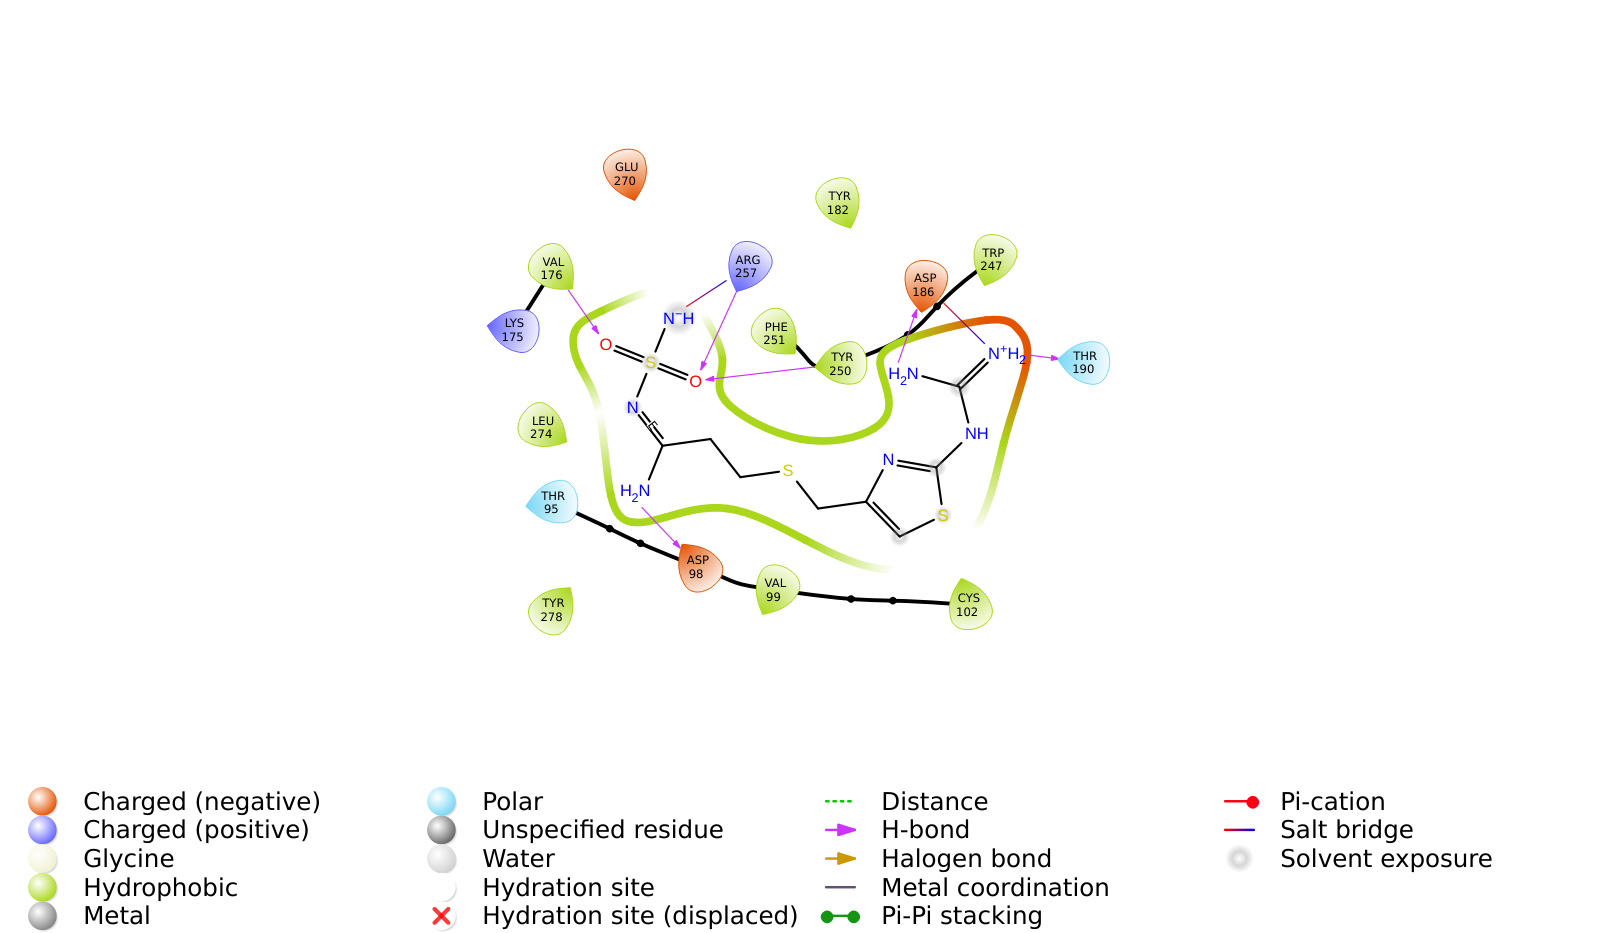 GLU
270
TYR
182
TRP
247
ARG
257
VAL
176
ASP
186
LYS
175
N⁻H
PHE
251
O
S
TYR
250
N⁺H₂
THR
190
O
H₂N
N
LEU
274
NH
N
S
H₂N
THR
95
S
ASP
98
VAL
99
CYS
102
TYR
278
Charged (negative)
Charged (positive)
Glycine
Hydrophobic
Metal
Polar
Unspecified residue
Water
Hydration site
Hydration site (displaced)
Distance
H-bond
Halogen bond
Metal coordination
Pi-Pi stacking
Pi-cation
Salt bridge
Solvent exposure